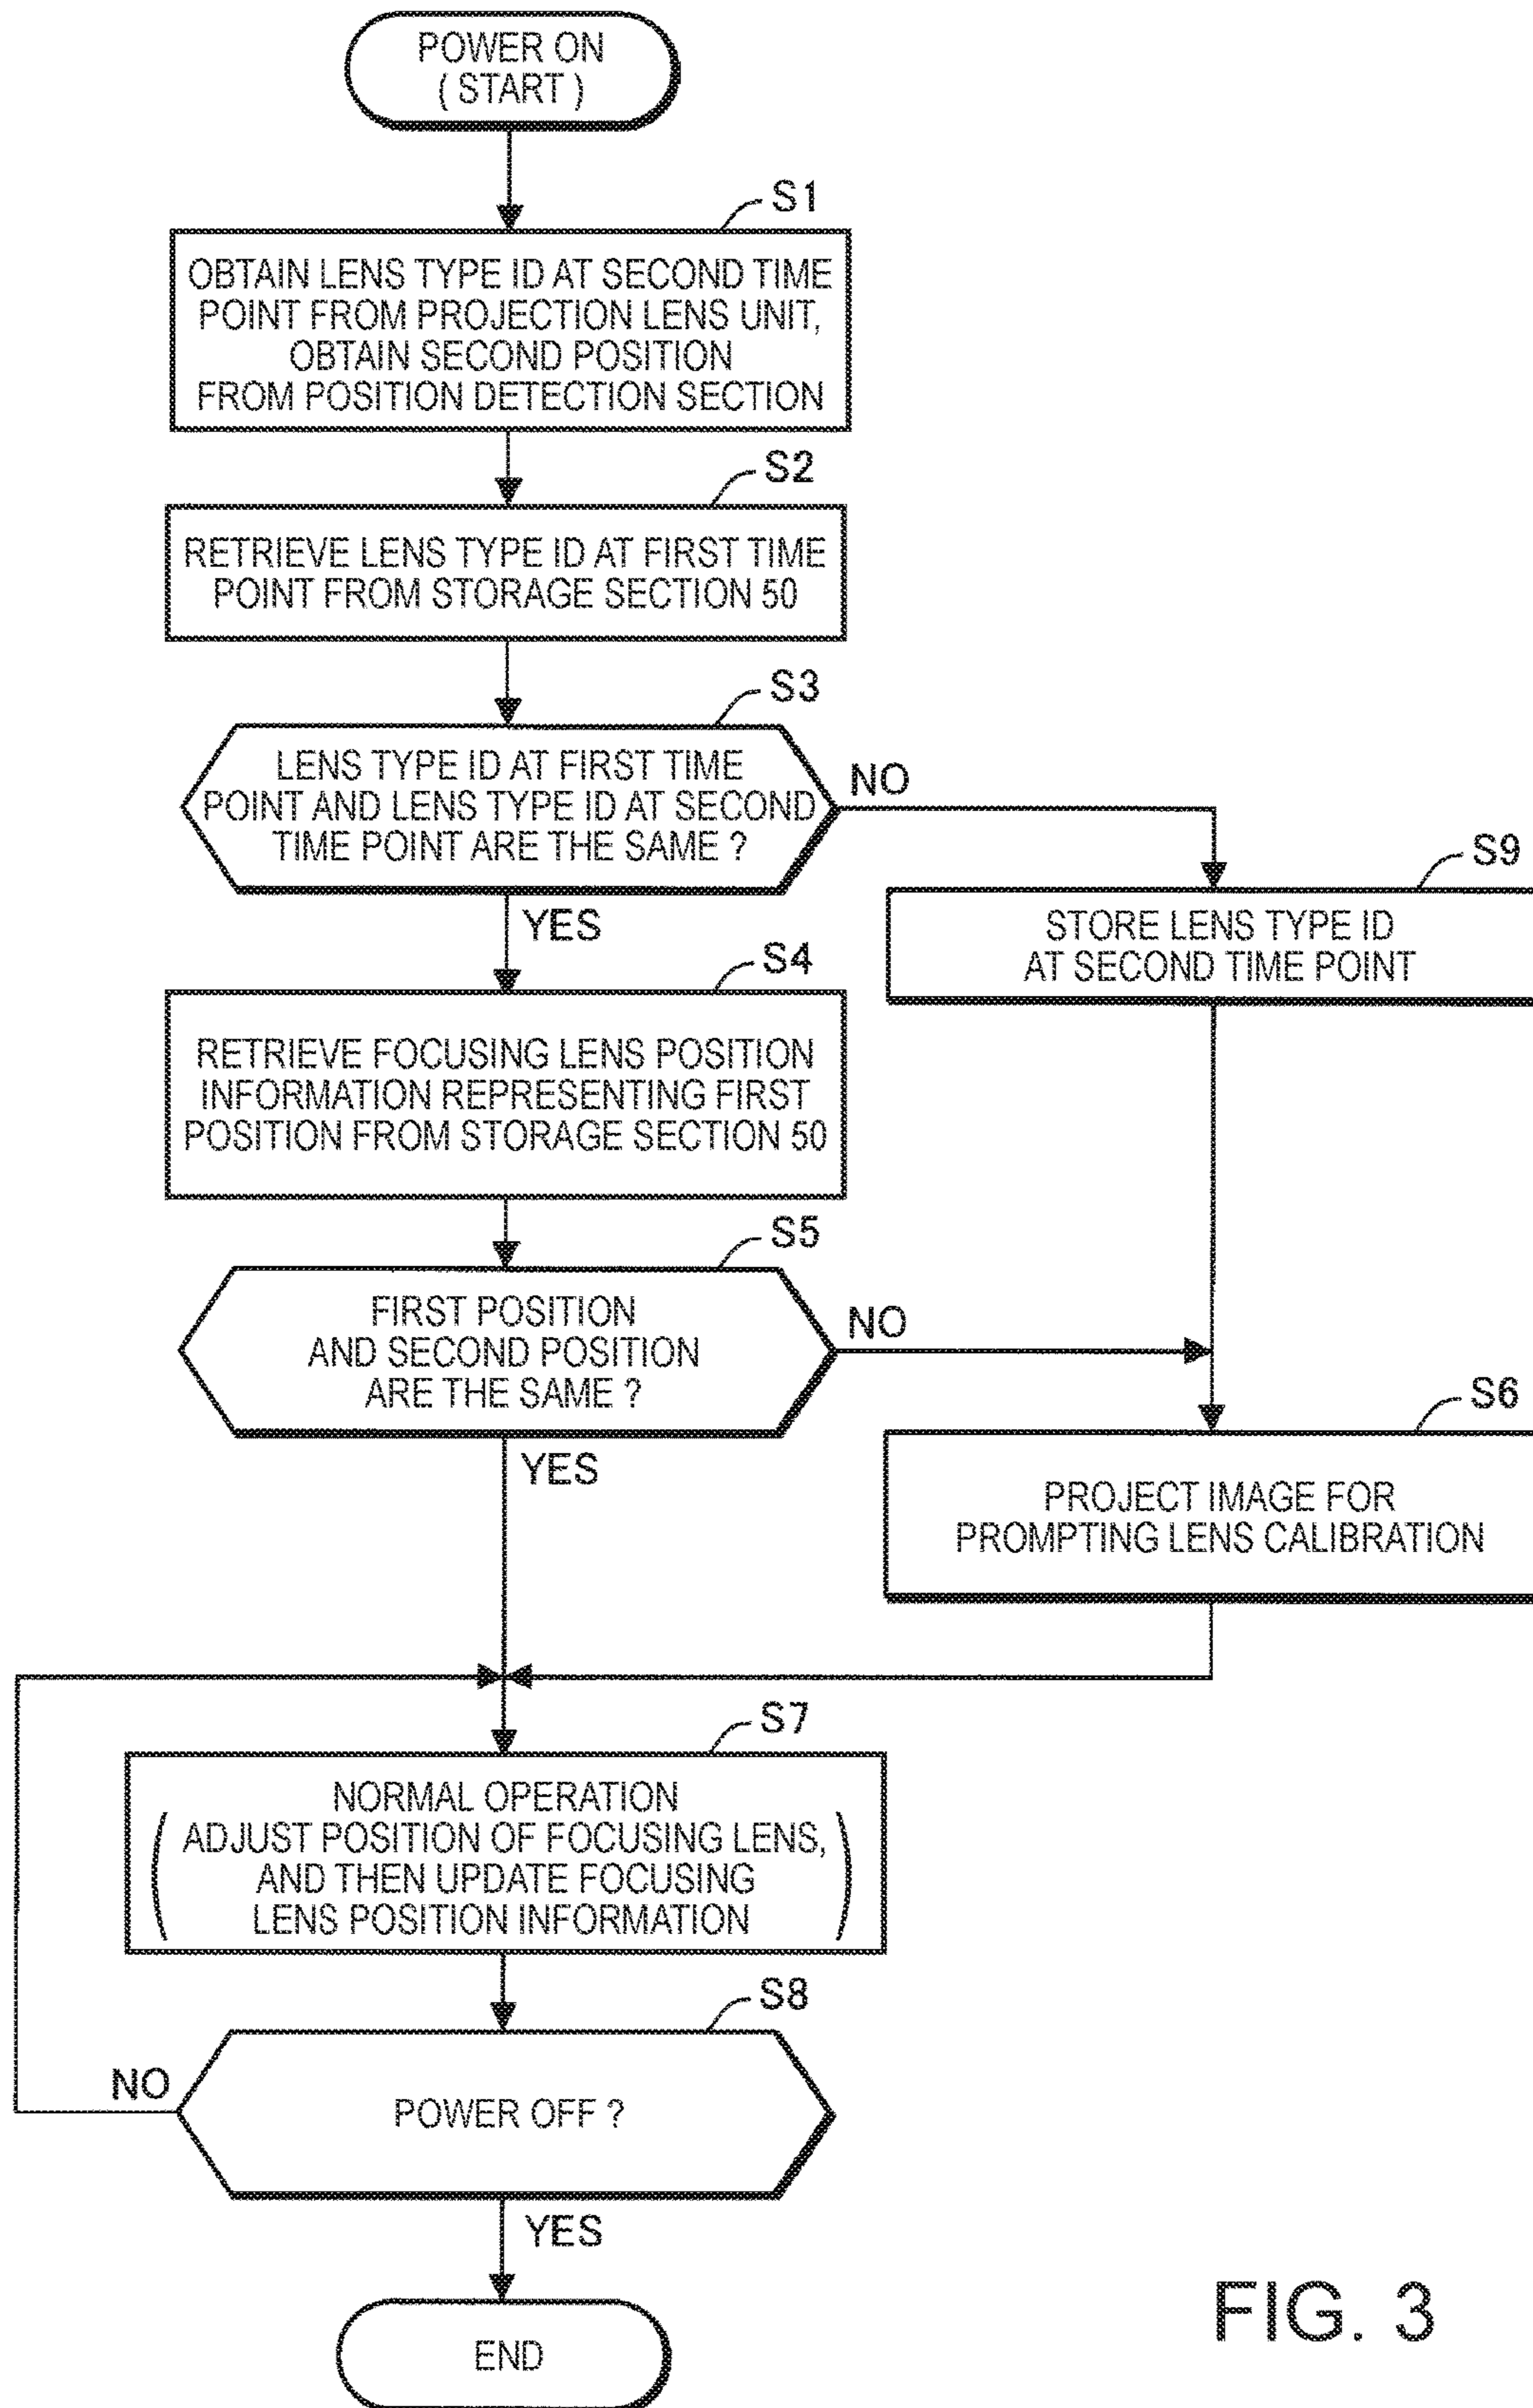 POWER ON
( START )
S1
OBTAIN LENS TYPE ID AT SECOND TIME
POINT FROM PROJECTION LENS UNIT,
OBTAIN SECOND POSITION
FROM POSITION DETECTION SECTION
S2
RETRIEVE LENS TYPE ID AT FIRST TIME
POINT FROM STORAGE SECTION 50
S3
LENS TYPE ID AT FIRST TIME
POINT AND LENS TYPE ID AT SECOND
TIME POINT ARE THE SAME ?
NO
YES
S9
STORE LENS TYPE ID
AT SECOND TIME POINT
S4
RETRIEVE FOCUSING LENS POSITION
INFORMATION REPRESENTING FIRST
POSITION FROM STORAGE SECTION 50
S5
FIRST POSITION
AND SECOND POSITION
ARE THE SAME ?
NO
YES
S6
PROJECT IMAGE FOR
PROMPTING LENS CALIBRATION
S7
NORMAL OPERATION
( ADJUST POSITION OF FOCUSING LENS,
AND THEN UPDATE FOCUSING
LENS POSITION INFORMATION )
S8
NO
POWER OFF ?
YES
END
FIG. 3